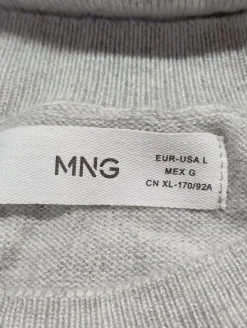 MNG
EUR-USA L
MEX G
CN XL-170/92A